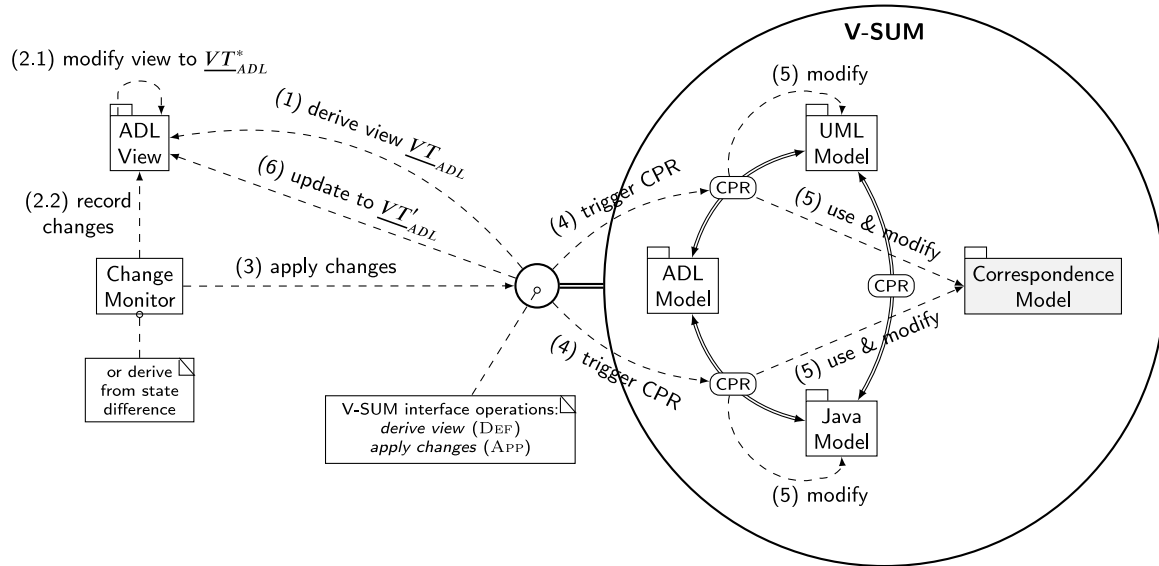 V-SUM
(2.1) modify view to VT*ADL
ADL
View
(1) derive view VTADL
(6) update to VT′ADL
(2.2) record
changes
Change
Monitor
(3) apply changes
or derive
from state
difference
V-SUM interface operations:
derive view (DEF)
apply changes (APP)
(4) trigger CPR
(4) trigger CPR
(5) modify
UML
Model
CPR
(5) use & modify
ADL
Model
CPR
Correspondence
Model
(5) use & modify
CPR
Java
Model
(5) modify